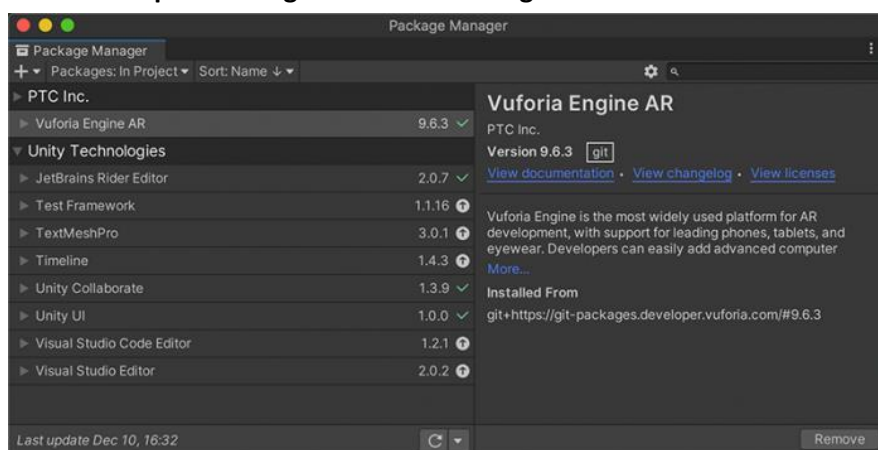 Package Manager
Package Manager
Packages: In Project Sort: Name ↓
PTC Inc.
Vuforia Engine AR 9.6.3
Unity Technologies
JetBrains Rider Editor 2.0.7
Test Framework 1.1.16
TextMeshPro 3.0.1
Timeline 1.4.3
Unity Collaborate 1.3.9
Unity UI 1.0.0
Visual Studio Code Editor 1.2.1
Visual Studio Editor 2.0.2
Last update Dec 10, 16:32
Vuforia Engine AR
PTC Inc.
Version 9.6.3 git
View documentation • View changelog • View licenses
Vuforia Engine is the most widely used platform for AR
development, with support for leading phones, tablets, and
eyewear. Developers can easily add advanced computer
More...
Installed From
git+https://git-packages.developer.vuforia.com/#9.6.3
Remove